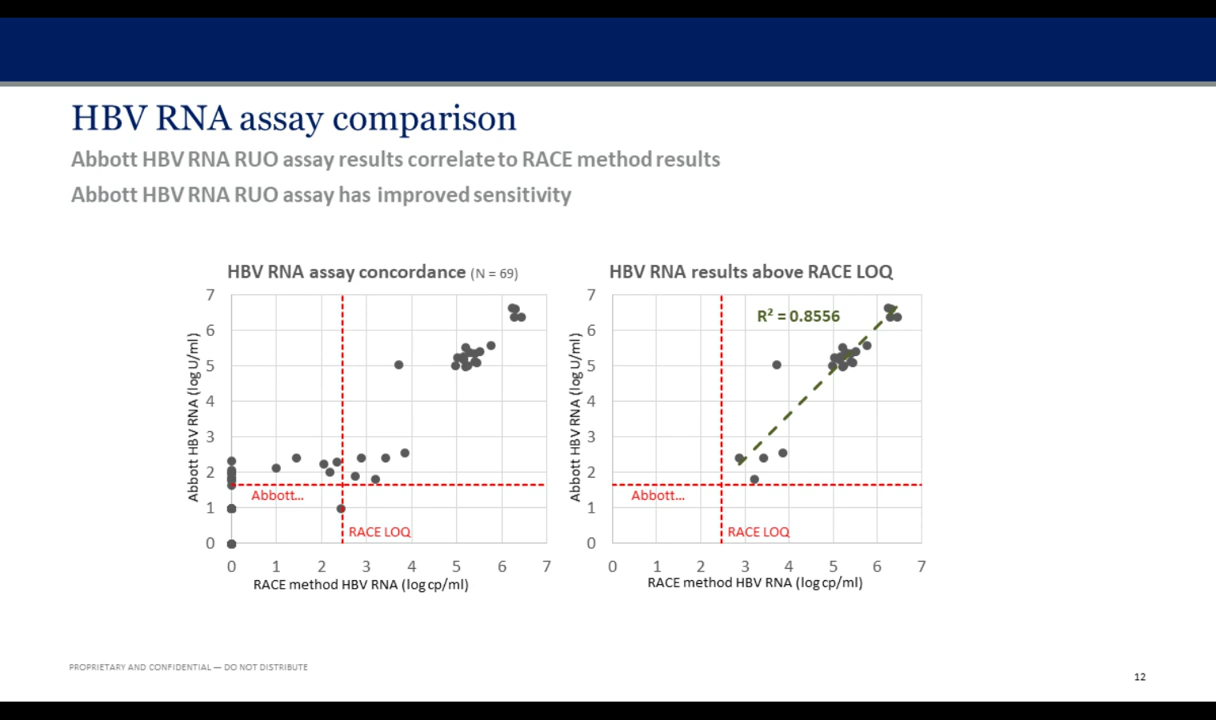 HBV RNA assay comparison
Abbott HBV RNA RUO assay results correlate to RACE method results
Abbott HBV RNA RUO assay has improved sensitivity
HBV RNA assay concordance (N = 69)
7
6
5
4
3
2
1
0
Abbott HBV RNA (log U/ml)
Abbott...
RACE LOQ
0 1 2 3 4 5 6 7
RACE method HBV RNA (log cp/ml)
HBV RNA results above RACE LOQ
7
6
5
4
3
2
1
0
Abbott HBV RNA (log U/ml)
R² = 0.8556
Abbott...
RACE LOQ
0 1 2 3 4 5 6 7
RACE method HBV RNA (log cp/ml)
PROPRIETARY AND CONFIDENTIAL — DO NOT DISTRIBUTE
12